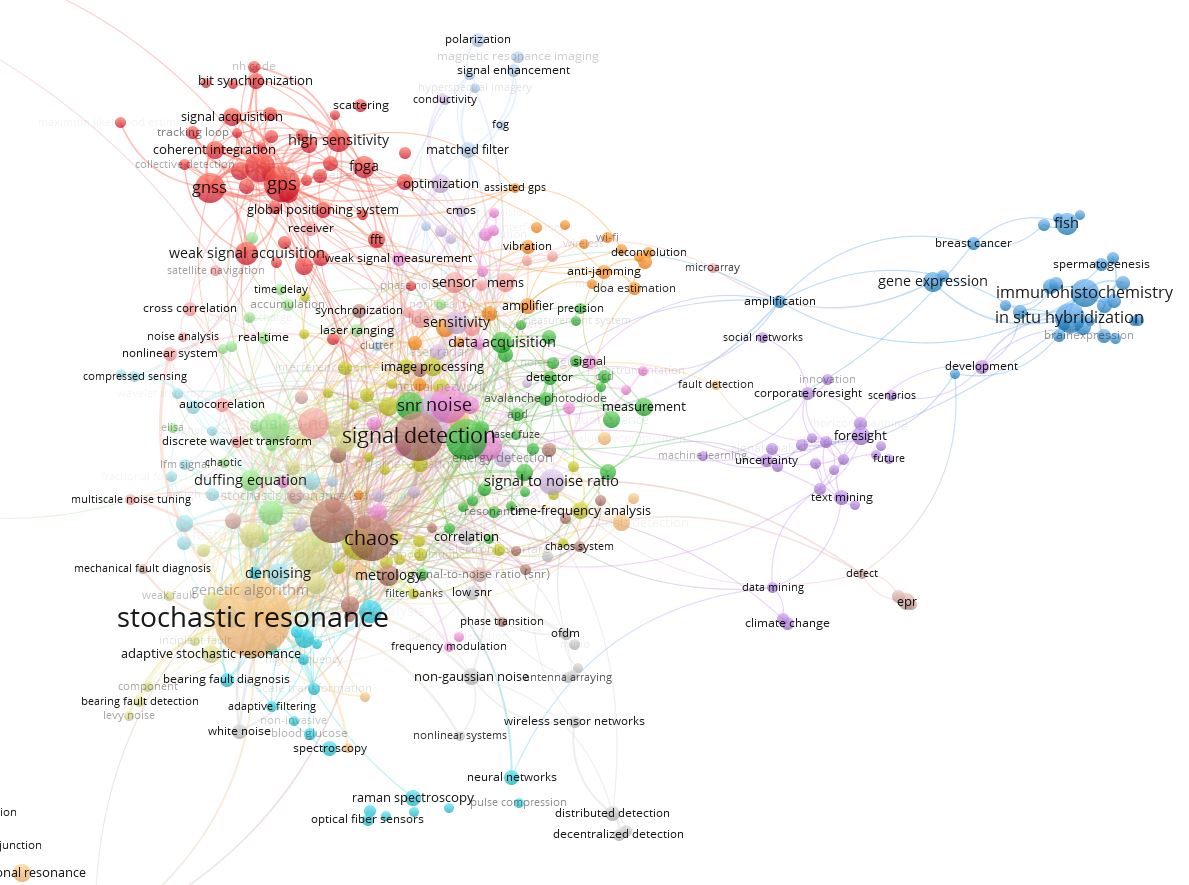 polarization
magnetic resonance imaging
nh code
signal enhancement
bit synchronization
hyperspectral imagery
conductivity
scattering
signal acquisition
fog
tracking loop
high sensitivity
coherent integration
matched filter
collective detection
fpga
gnss
gps
optimization
assisted gps
global positioning system
cmos
fish
receiver
fft
vibration
wi-fi
breast cancer
weak signal acquisition
weak signal measurement
deconvolution
satellite navigation
anti-jamming
microarray
spermatogenesis
sensor
mems
gene expression
time delay
doa estimation
immunohistochemistry
accumulation
amplification
cross correlation
synchronization
amplifier
precision
in situ hybridization
sensitivity
laser ranging
noise analysis
real-time
clutter
data acquisition
social networks
brainexpression
nonlinear system
image processing
signal
development
compressed sensing
detector
fault detection
innovation
neural network
corporate foresight
scenarios
autocorrelation
snr
noise
avalanche photodiode
measurement
apd
elisa
signal detection
laser fuze
foresight
discrete wavelet transform
energy detection
machine learning
uncertainty
future
lfm signal
chaotic
duffing equation
signal to noise ratio
multiscale noise tuning
text mining
time-frequency analysis
chaos
correlation
chaos system
mechanical fault diagnosis
denoising
metrology
signal-to-noise ratio (snr)
defect
genetic algorithm
filter banks
low snr
data mining
weak fault
epr
stochastic resonance
phase transition
climate change
ofdm
incipient fault
frequency modulation
adaptive stochastic resonance
bearing fault diagnosis
non-gaussian noise
antenna arraying
component
scale transformation
bearing fault detection
adaptive filtering
levy noise
non-invasive
wireless sensor networks
white noise
blood glucose
nonlinear systems
spectroscopy
neural networks
raman spectroscopy
pulse compression
ion
optical fiber sensors
distributed detection
decentralized detection
junction
onal resonance